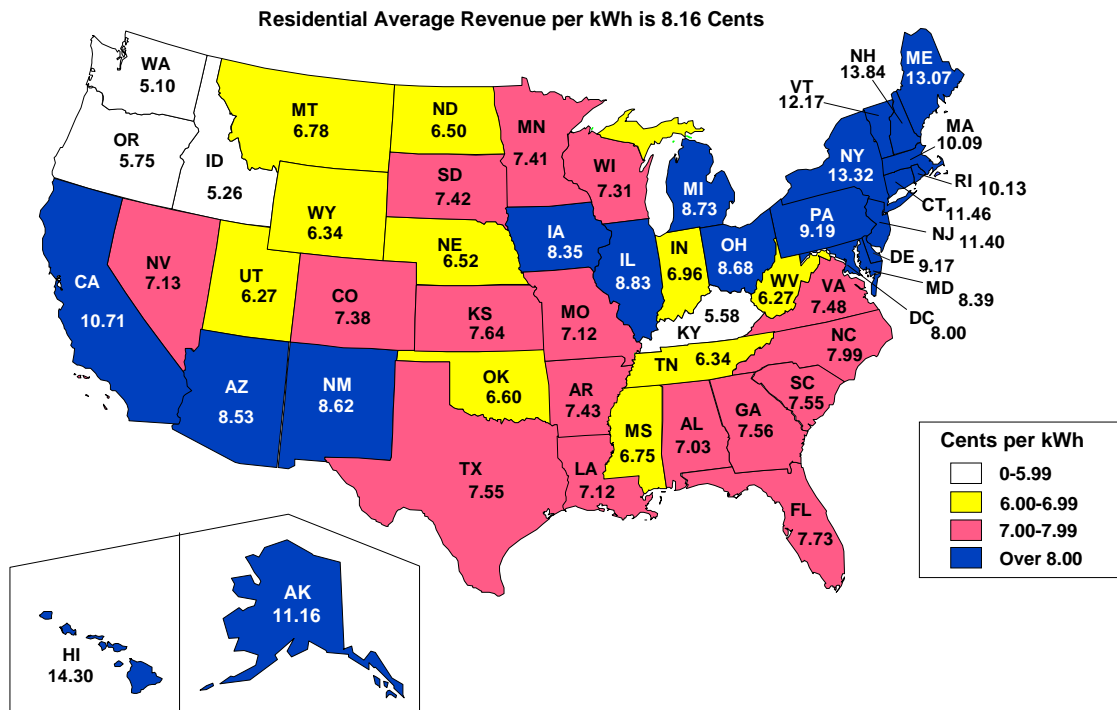 Residential Average Revenue per kWh is 8.16 Cents
WA
5.10
MT
6.78
ND
6.50
MN
7.41
OR
5.75
ID
5.26
SD
7.42
WI
7.31
MI
8.73
WY
6.34
NE
6.52
IA
8.35
IL
8.83
IN
6.96
OH
8.68
PA
9.19
NY
13.32
VT
12.17
NH
13.84
ME
13.07
MA
10.09
RI 10.13
CT 11.46
NJ 11.40
DE 9.17
MD 8.39
DC 8.00
CA
10.71
NV
7.13
UT
6.27
CO
7.38
KS
7.64
MO
7.12
KY 5.58
WV
6.27
VA
7.48
NC
7.99
TN 6.34
SC
7.55
AZ
8.53
NM
8.62
OK
6.60
AR
7.43
MS
6.75
AL
7.03
GA
7.56
TX
7.55
LA
7.12
FL
7.73
AK
11.16
HI
14.30
Cents per kWh
0-5.99
6.00-6.99
7.00-7.99
Over 8.00